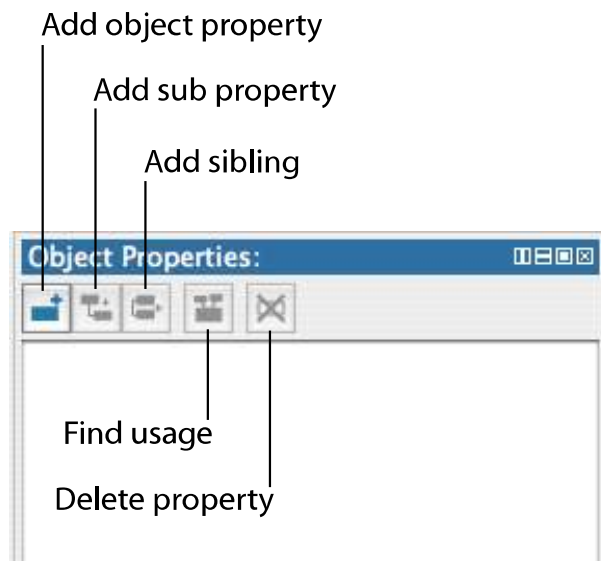 Add object property
Add sub property
Add sibling
Object Properties:
Find usage
Delete property